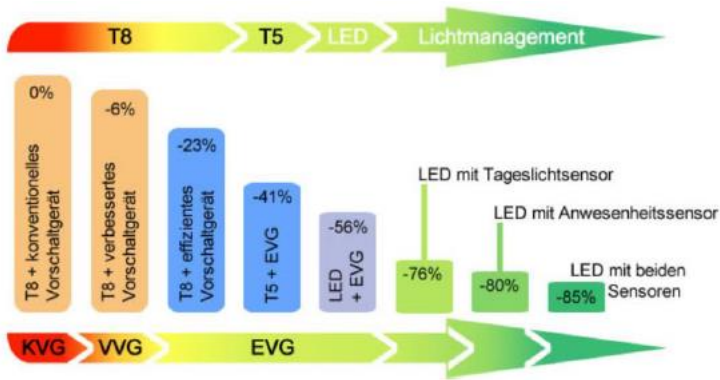 T8 T5 LED Lichtmanagement
0%
T8 + konventionelles
Vorschaltgerät
-6%
T8 + verbessertes
Vorschaltgerät
-23%
T8 + effizientes
Vorschaltgerät
-41%
T5 + EVG
-56%
LED
+ EVG
LED mit Tageslichtsensor
-76%
LED mit Anwesenheitssensor
-80%
LED mit beiden
Sensoren
-85%
KVG VVG EVG